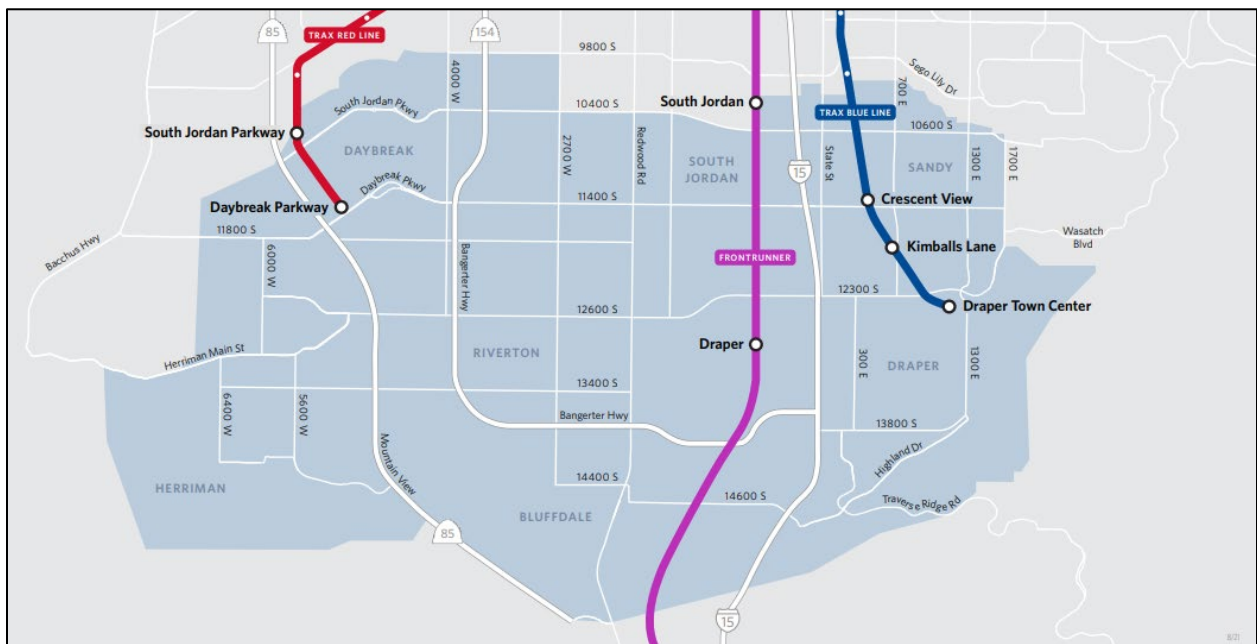 85
TRAX RED LINE
154
9800 S
4000 W
Sego Lily Dr
700 E
South Jordan Pkwy
10400 S
South Jordan
TRAX BLUE LINE
10600 S
South Jordan Parkway
DAYBREAK
2700 W
Redwood Rd
SOUTH
JORDAN
15
State St
SANDY
1300 E
1700 E
Daybreak Pkwy
Daybreak Parkway
11400 S
Crescent View
11800 S
Bacchus Hwy
6000 W
Bangerter Hwy
FRONTRUNNER
Kimballs Lane
Wasatch
Blvd
12300 S
Draper Town Center
12600 S
Herriman Main St
RIVERTON
Draper
300 E
DRAPER
1300 E
13400 S
6400 W
5600 W
Bangerter Hwy
13800 S
Mountain View
Highland Dr
14400 S
HERRIMAN
14600 S
Traverse Ridge Rd
BLUFFDALE
85
15
8/21